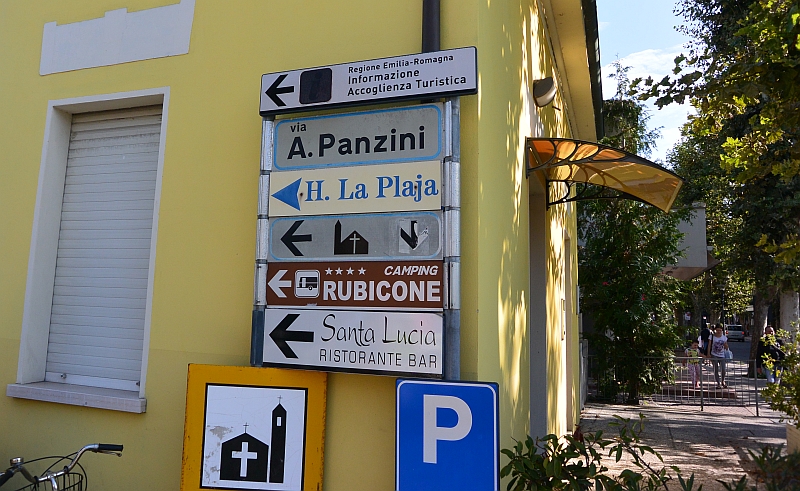 Regione Emilia-Romagna
Informazione
Accoglienza Turistica
via
A. Panzini
H. La Plaja
CAMPING
RUBICONE
Santa Lucia
RISTORANTE BAR
P